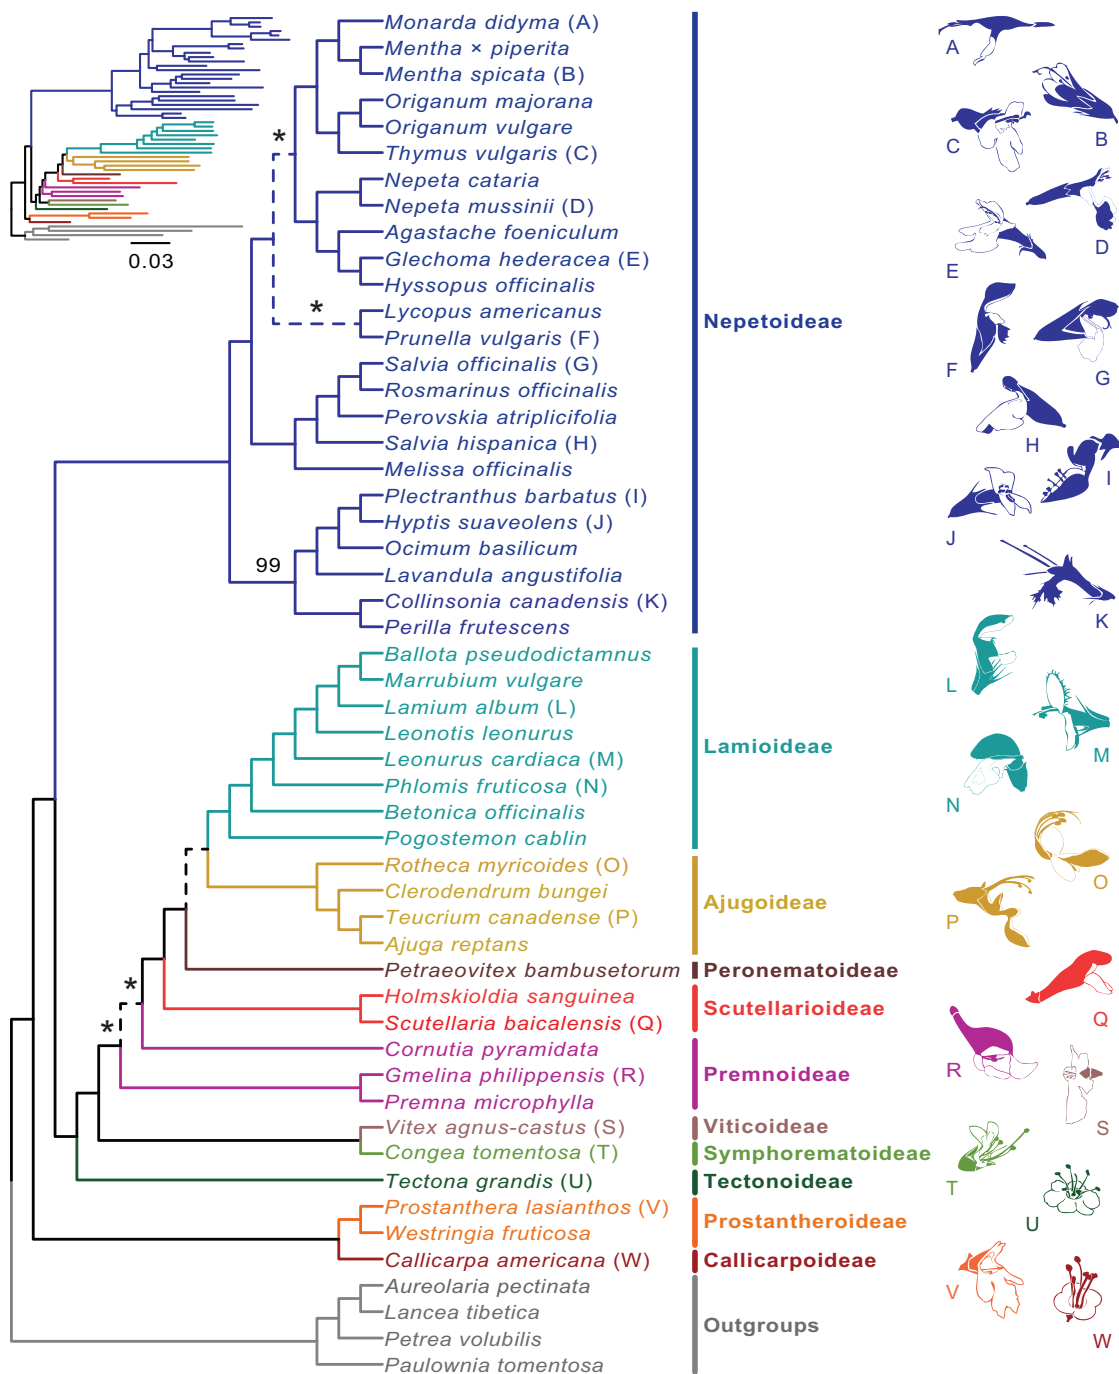 0.03
*
*
99
*
*
Monarda didyma (A)
Mentha × piperita
Mentha spicata (B)
Origanum majorana
Origanum vulgare
Thymus vulgaris (C)
Nepeta cataria
Nepeta mussinii (D)
Agastache foeniculum
Glechoma hederacea (E)
Hyssopus officinalis
Lycopus americanus
Prunella vulgaris (F)
Salvia officinalis (G)
Rosmarinus officinalis
Perovskia atriplicifolia
Salvia hispanica (H)
Melissa officinalis
Plectranthus barbatus (I)
Hyptis suaveolens (J)
Ocimum basilicum
Lavandula angustifolia
Collinsonia canadensis (K)
Perilla frutescens
Ballota pseudodictamnus
Marrubium vulgare
Lamium album (L)
Leonotis leonurus
Leonurus cardiaca (M)
Phlomis fruticosa (N)
Betonica officinalis
Pogostemon cablin
Rotheca myricoides (O)
Clerodendrum bungei
Teucrium canadense (P)
Ajuga reptans
Petraeovitex bambusetorum
Holmskioldia sanguinea
Scutellaria baicalensis (Q)
Cornutia pyramidata
Gmelina philippensis (R)
Premna microphylla
Vitex agnus-castus (S)
Congea tomentosa (T)
Tectona grandis (U)
Prostanthera lasianthos (V)
Westringia fruticosa
Callicarpa americana (W)
Aureolaria pectinata
Lancea tibetica
Petrea volubilis
Paulownia tomentosa
Nepetoideae
Lamioideae
Ajugoideae
Peronematoideae
Scutellarioideae
Premnoideae
Viticoideae
Symphorematoideae
Tectonoideae
Prostantheroideae
Callicarpoideae
Outgroups
A
B
C
D
E
F
G
H
I
J
K
L
M
N
O
P
Q
R
S
T
U
V
W